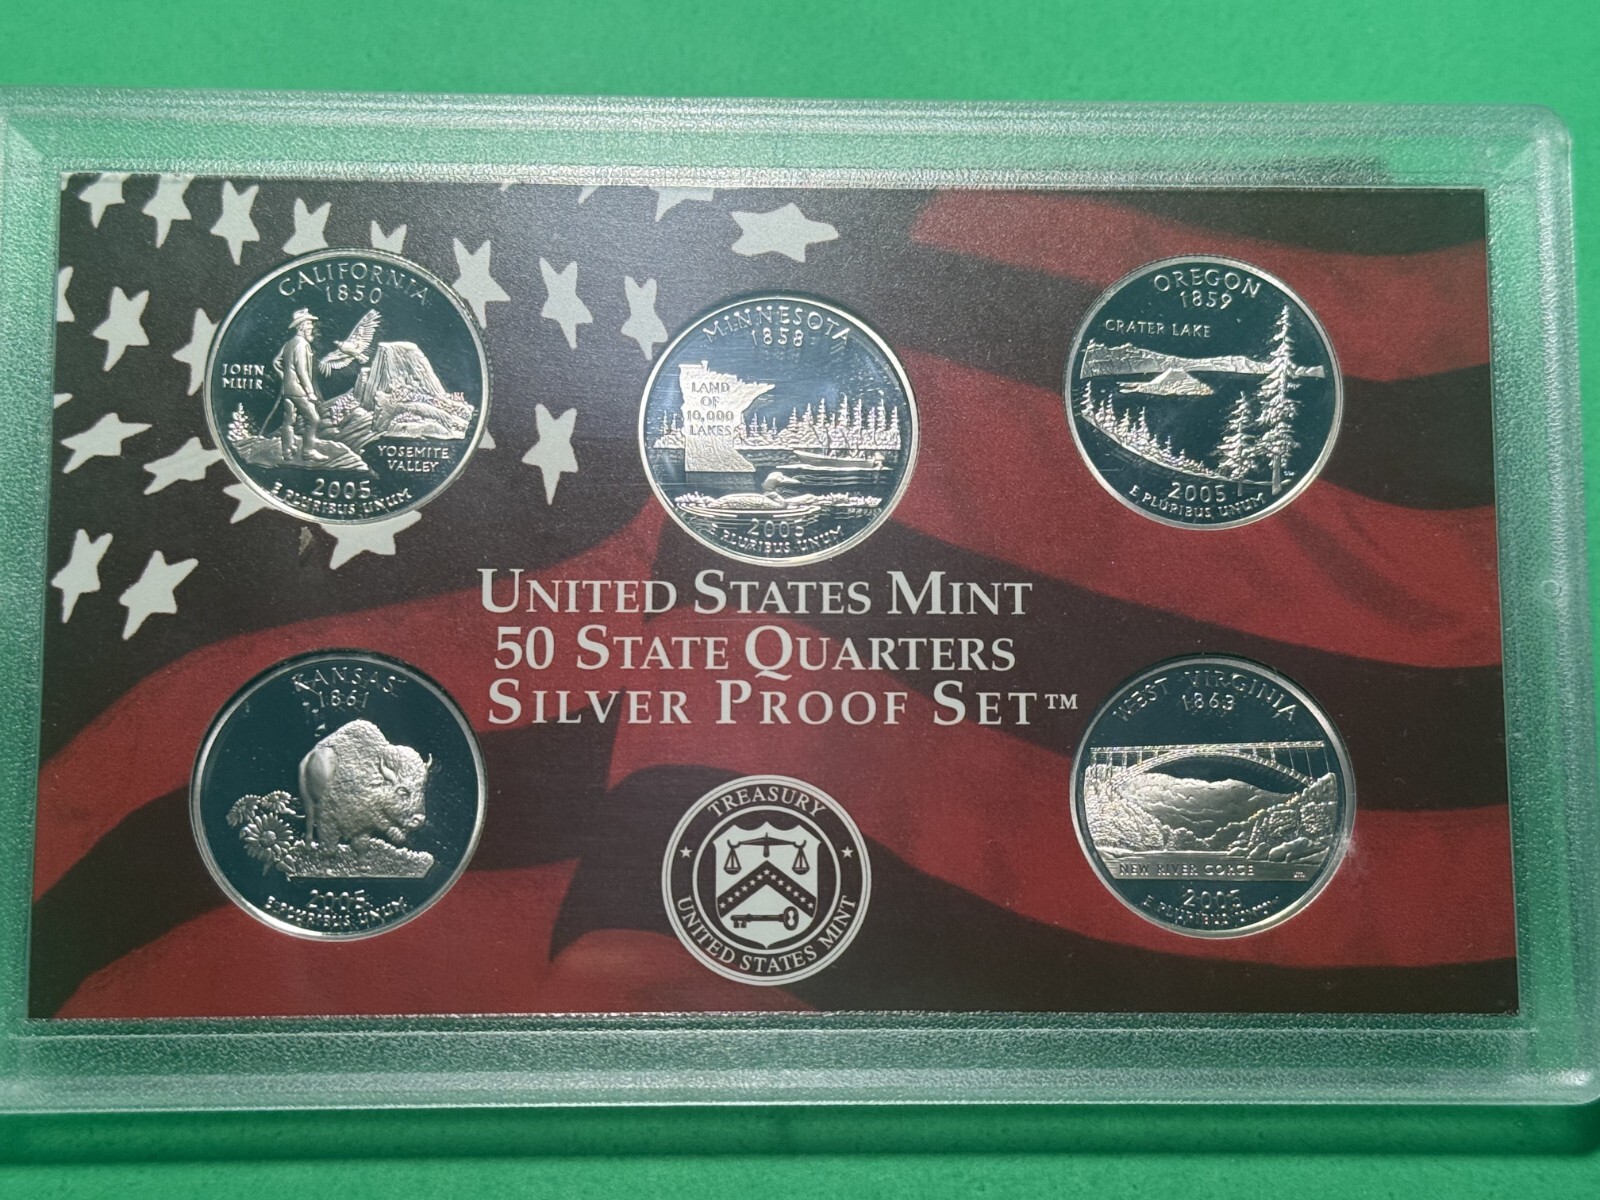 CALIFORNIA
1850
JOHN
MUIR
YOSEMITE
VALLEY
2005
E PLURIBUS UNUM
MINNESOTA
1858
LAND
OF
10,000
LAKES
2005
E PLURIBUS UNUM
OREGON
1859
CRATER LAKE
2005
E PLURIBUS UNUM
UNITED STATES MINT
50 STATE QUARTERS
SILVER PROOF SET™
KANSAS
1861
2005
E PLURIBUS UNUM
TREASURY
UNITED STATES MINT
WEST VIRGINIA
1863
NEW RIVER GORGE
2005
E PLURIBUS UNUM